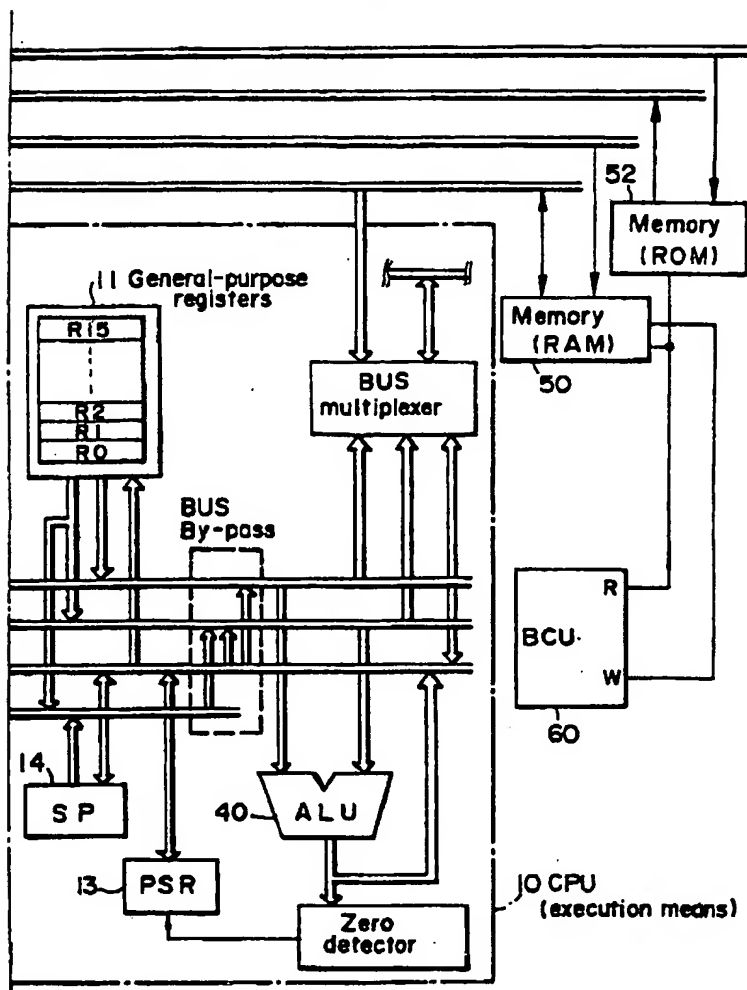 52
Memory
(ROM)
11 General-purpose
registers
R15
R2
R1
R0
Memory
(RAM)
50
BUS
multiplexer
BUS
By-pass
R
BCU
W
60
14
SP
40
ALU
13
PSR
10 CPU
(execution means)
Zero
detector